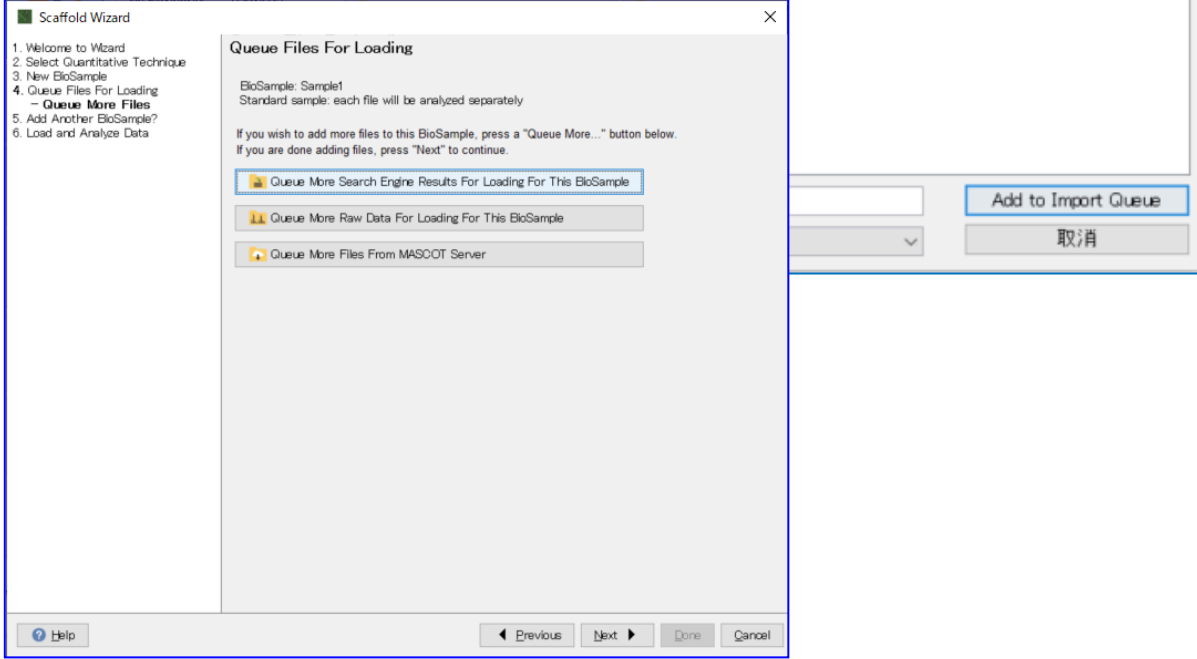 Scaffold Wizard
1. Welcome to Wizard
2. Select Quantitative Technique
3. New BioSample
4. Queue Files For Loading
– Queue More Files
5. Add Another BioSample?
6. Load and Analyze Data
Queue Files For Loading
BioSample: Sample1
Standard sample: each file will be analyzed separately
If you wish to add more files to this BioSample, press a "Queue More..." button below.
If you are done adding files, press "Next" to continue.
Queue More Search Engine Results For Loading For This BioSample
Queue More Raw Data For Loading For This BioSample
Queue More Files From MASCOT Server
Help
Previous
Next
Done
Cancel
Add to Import Queue
取消